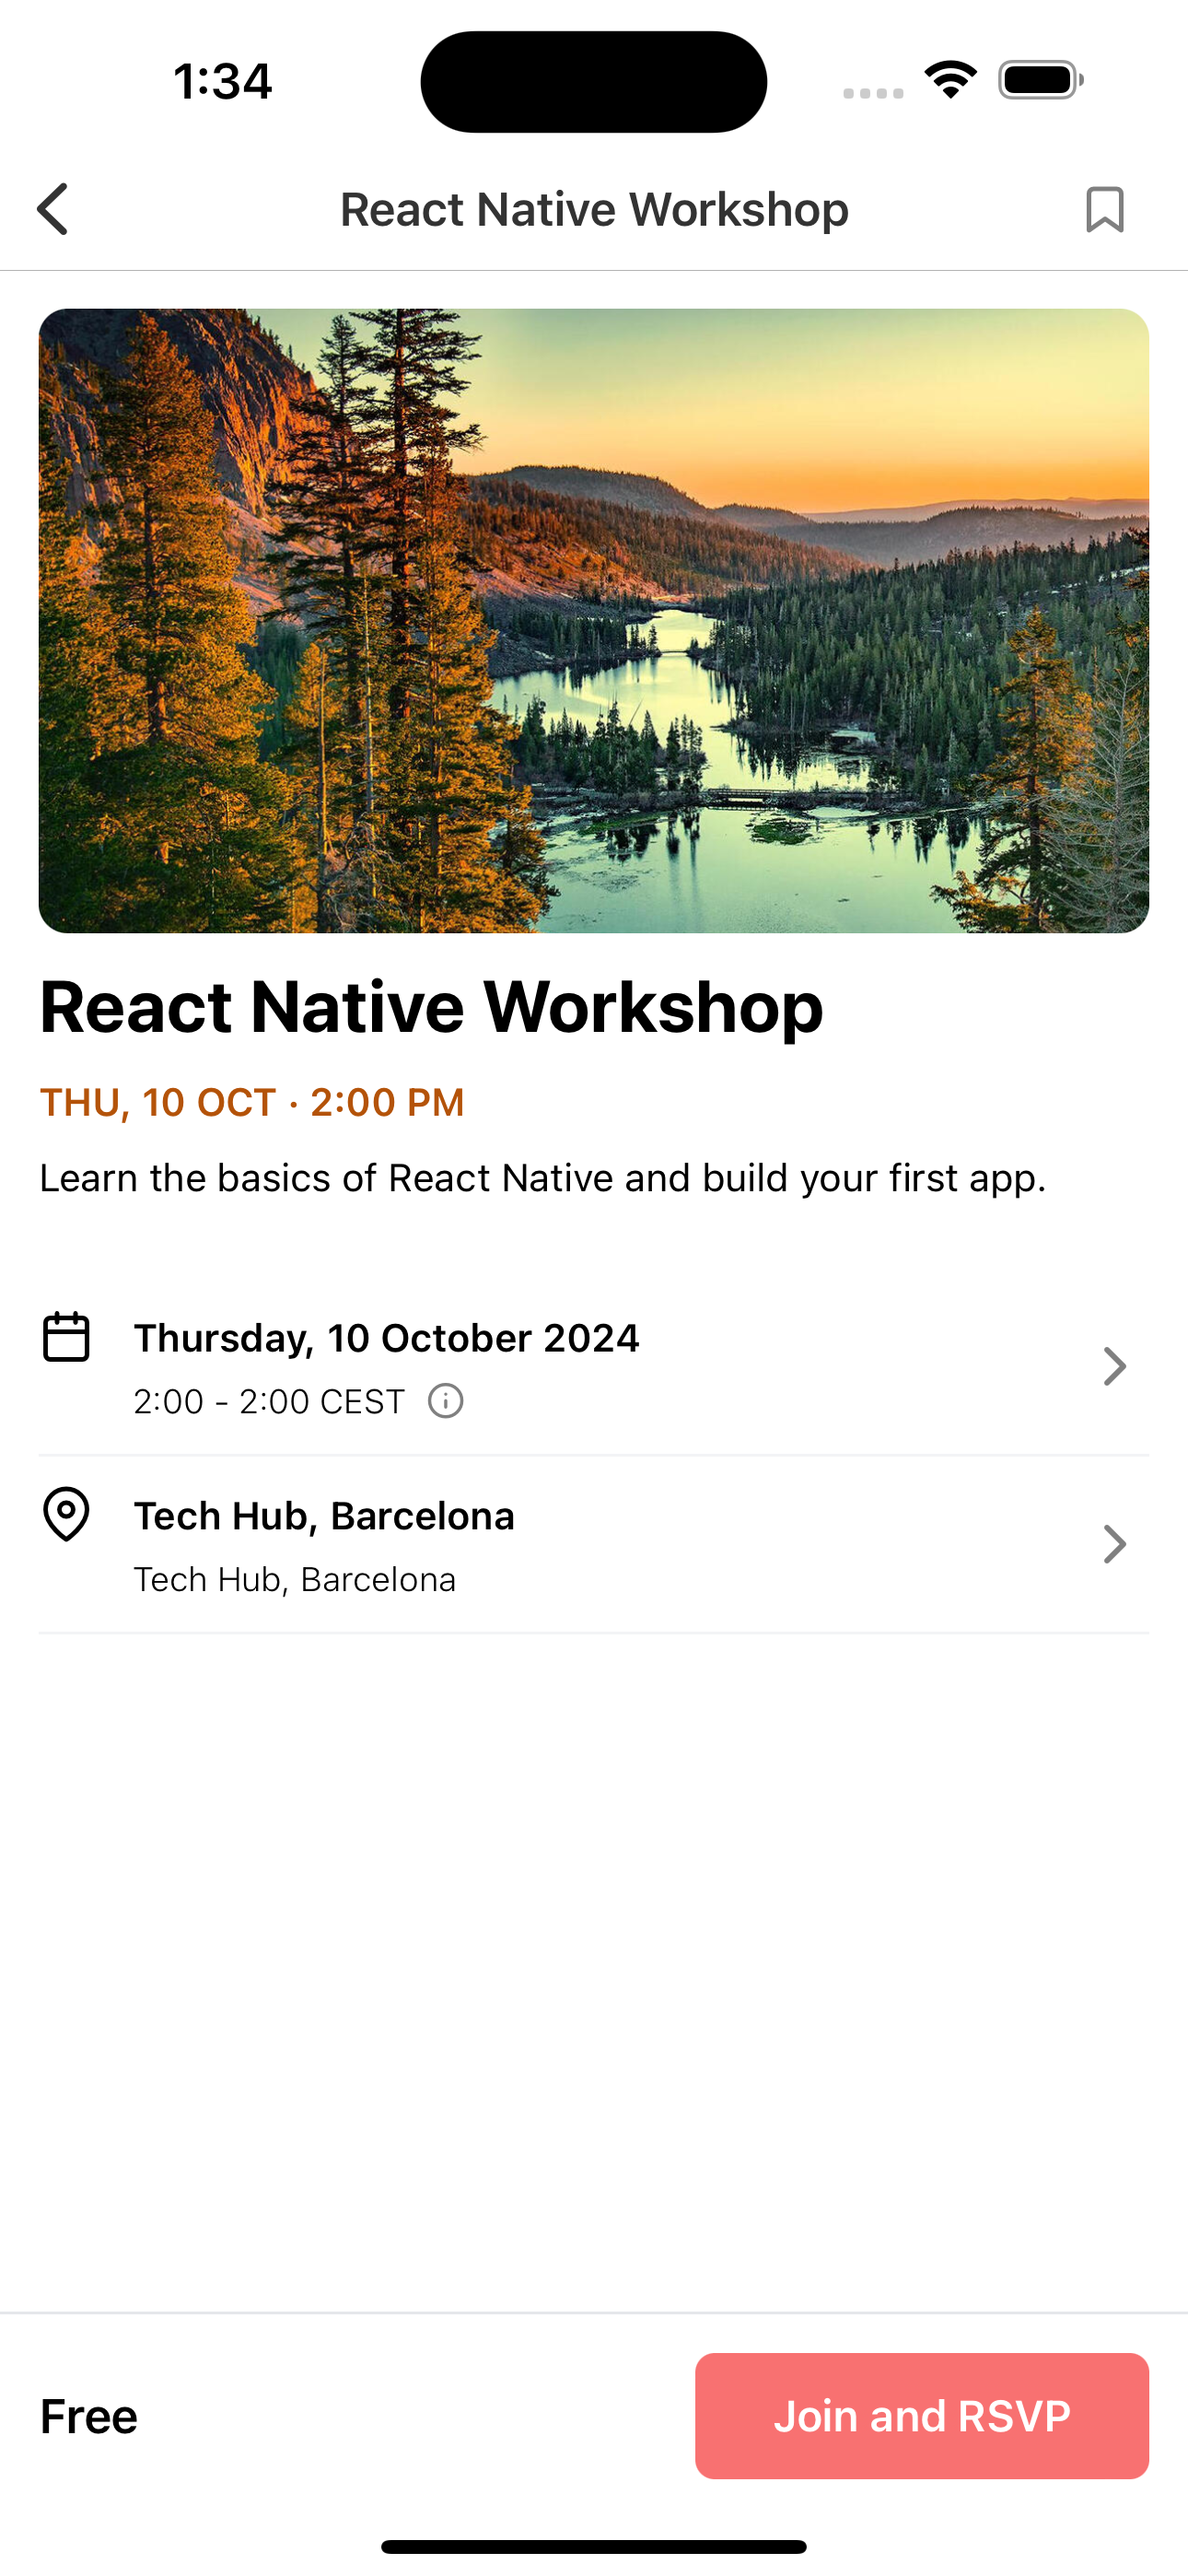 1:34
React Native Workshop
React Native Workshop
THU, 10 OCT · 2:00 PM
Learn the basics of React Native and build your first app.
Thursday, 10 October 2024
2:00 - 2:00 CEST
Tech Hub, Barcelona
Tech Hub, Barcelona
Free
Join and RSVP